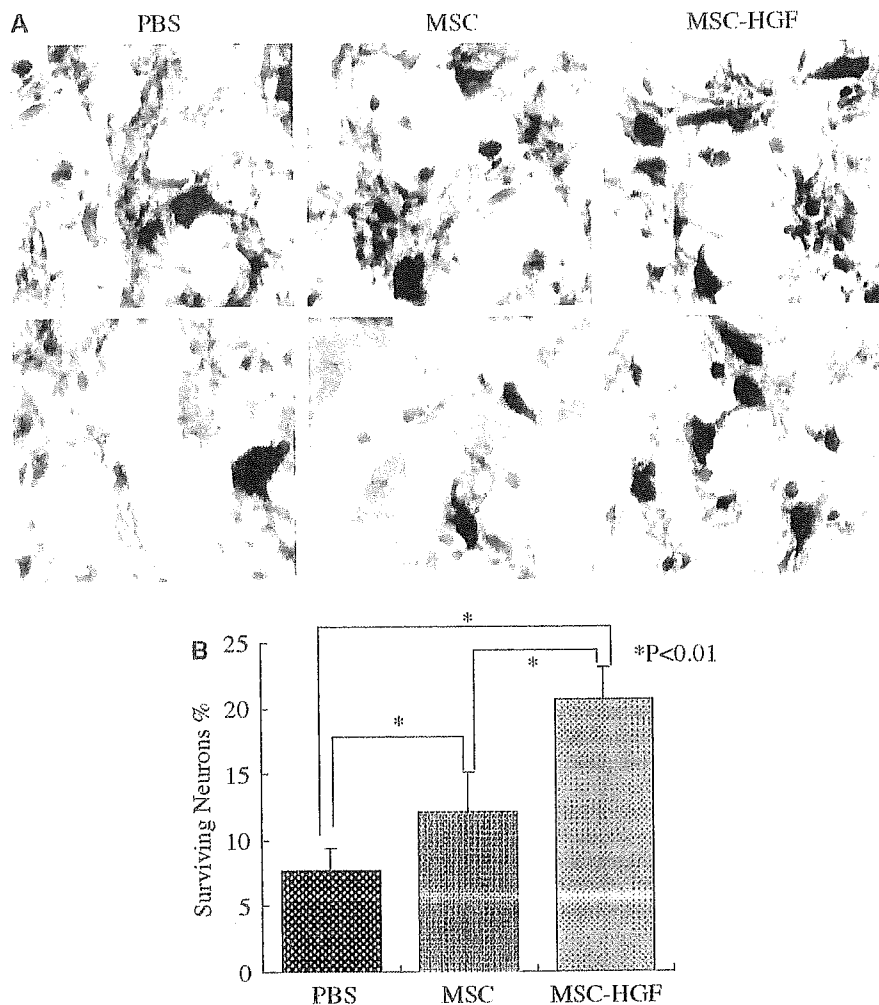 A
PBS
MSC
MSC-HGF
B
Surviving Neurons %
25
20
15
10
5
0
*
*
*
*P<0.01
PBS
MSC
MSC-HGF